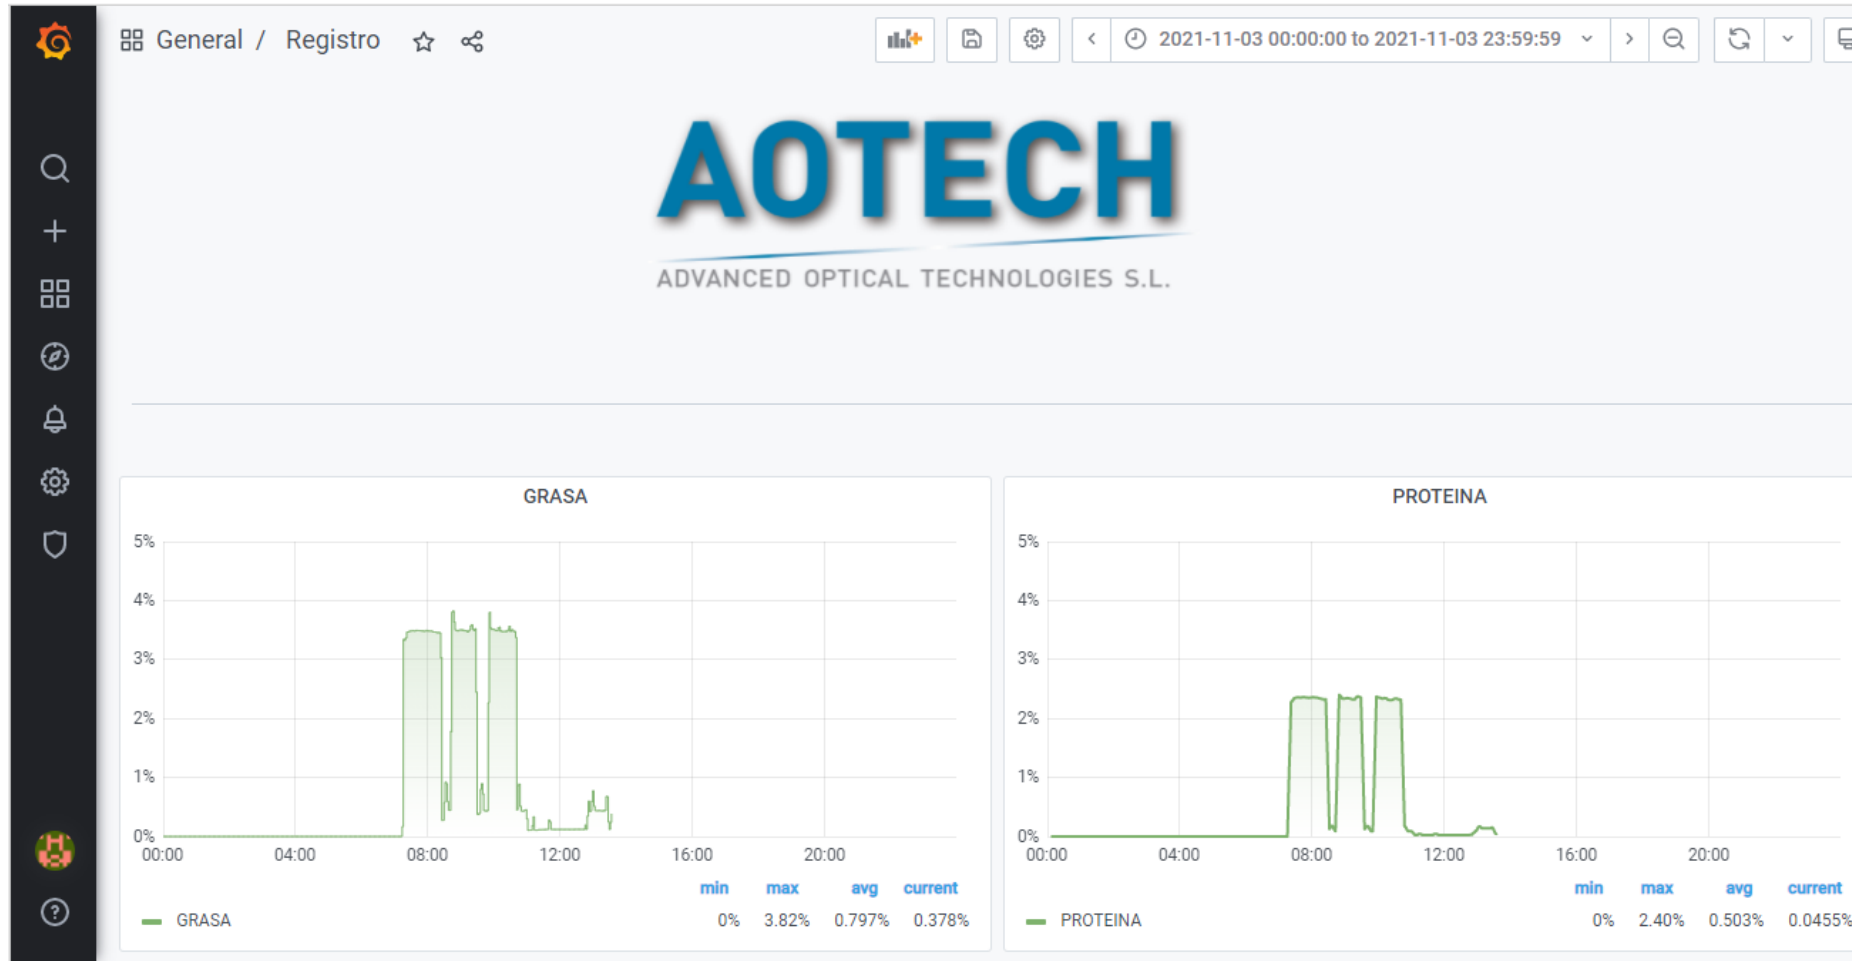 General / Registro
2021-11-03 00:00:00 to 2021-11-03 23:59:59
AOTECH
ADVANCED OPTICAL TECHNOLOGIES S.L.
GRASA
5%
4%
3%
2%
1%
0%
00:00 04:00 08:00 12:00 16:00 20:00
min max avg current
GRASA 0% 3.82% 0.797% 0.378%
PROTEINA
5%
4%
3%
2%
1%
0%
00:00 04:00 08:00 12:00 16:00 20:00
min max avg current
PROTEINA 0% 2.40% 0.503% 0.0455%